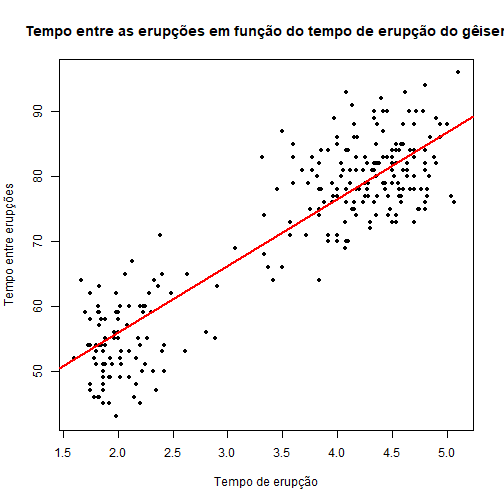 Tempo entre as erupções em função do tempo de erupção do gêiser
Tempo entre erupções
90
80
70
60
50
1.5 2.0 2.5 3.0 3.5 4.0 4.5 5.0
Tempo de erupção